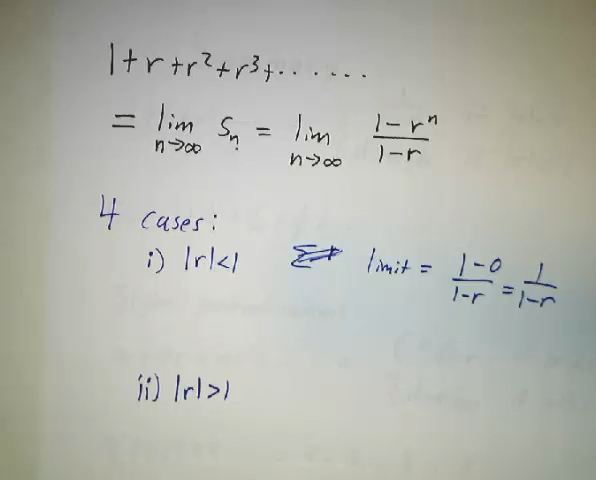 1+r+r²+r³+.......
= lim n→∞ Sn = lim n→∞ (1-rⁿ)/(1-r)
4 cases:
i) |r|<1 limit = (1-0)/(1-r) = 1/(1-r)
ii) |r|>1